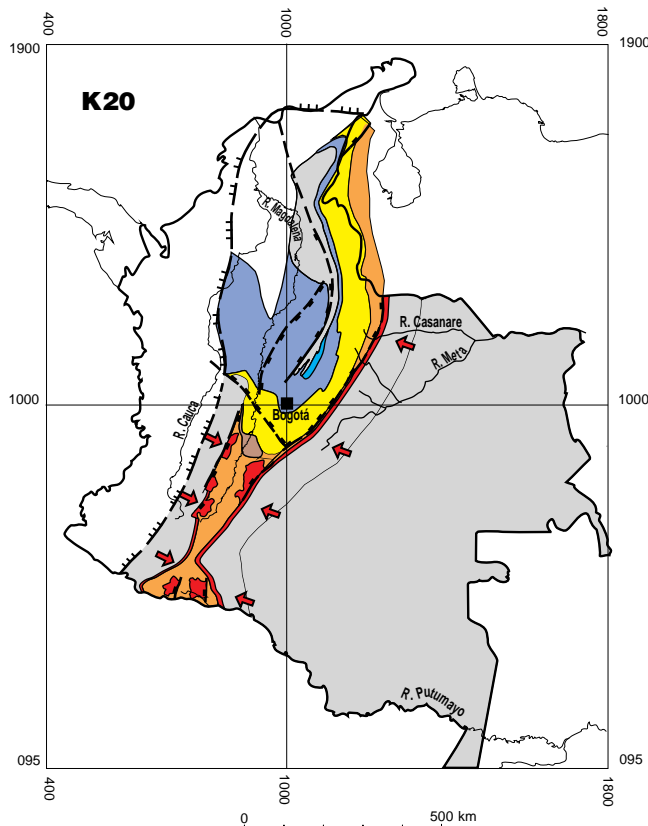 400
1000
1800
1900
1900
K20
R. Magdalena
R. Casanare
R. Meta
1000
1000
Bogotá
R. Cauca
R. Putumayo
095
095
400
1000
1800
0
500 km